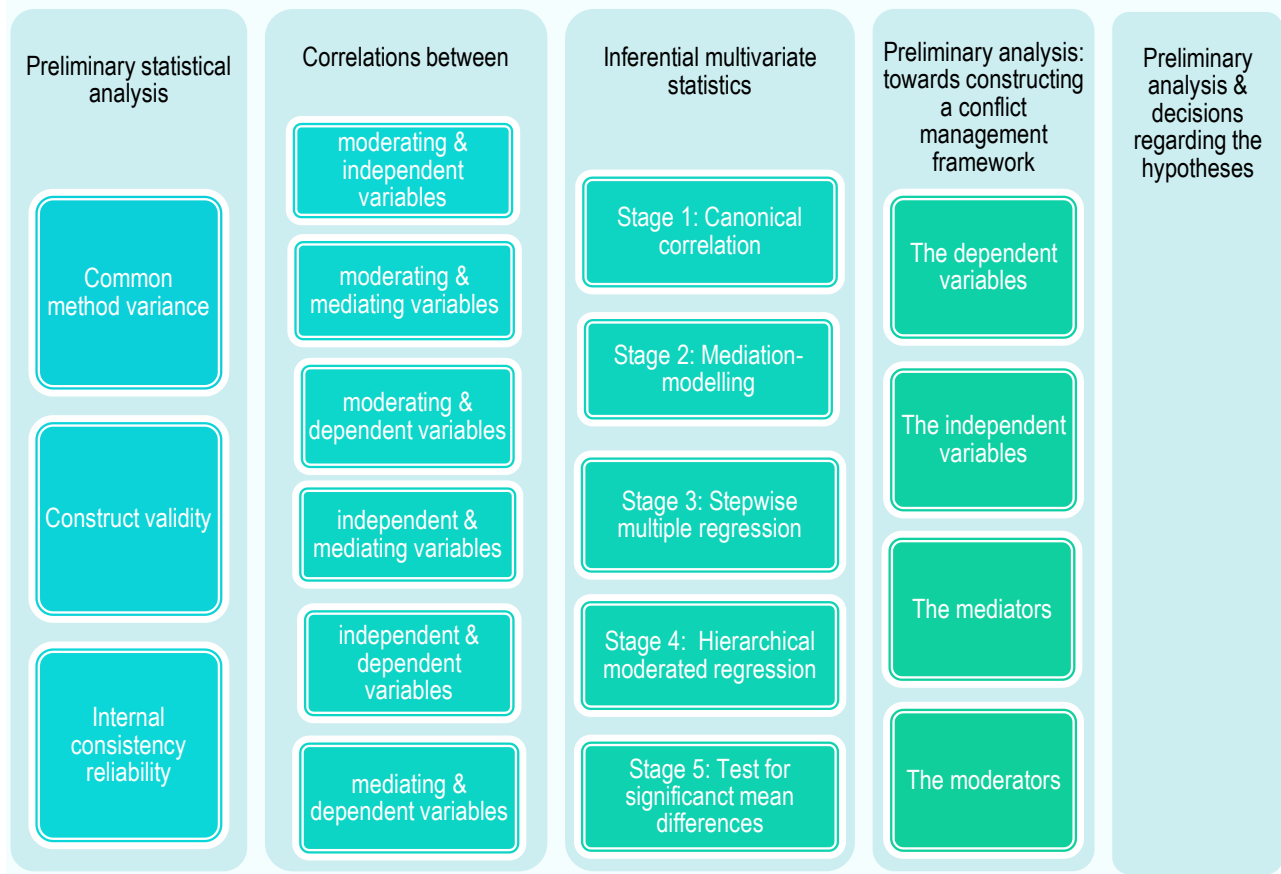 Preliminary statistical
analysis
Common
method variance
Construct validity
Internal
consistency
reliability
Correlations between
moderating &
independent
variables
moderating &
mediating variables
moderating &
dependent variables
independent &
mediating variables
independent &
dependent
variables
mediating &
dependent variables
Inferential multivariate
statistics
Stage 1: Canonical
correlation
Stage 2: Mediation-
modelling
Stage 3: Stepwise
multiple regression
Stage 4:  Hierarchical
moderated regression
Stage 5: Test for
significanct mean
differences
Preliminary analysis:
towards constructing
a conflict
management
framework
The dependent
variables
The independent
variables
The mediators
The moderators
Preliminary
analysis &
decisions
regarding the
hypotheses